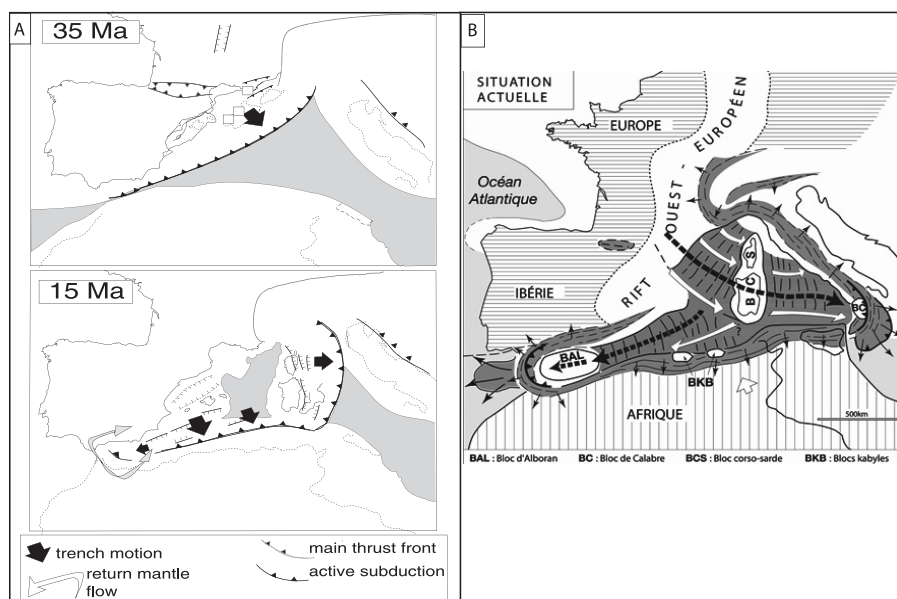 A
35 Ma
15 Ma
trench motion
return mantle
flow
main thrust front
active subduction
B
SITUATION
ACTUELLE
EUROPE
RIFT OUEST - EUROPÉEN
Océan
Atlantique
IBÉRIE
S
C
B
BC
BAL
BKB
AFRIQUE
500km
BAL : Bloc d'Alboran BC : Bloc de Calabre BCS : Bloc corso-sarde BKB : Blocs kabyles